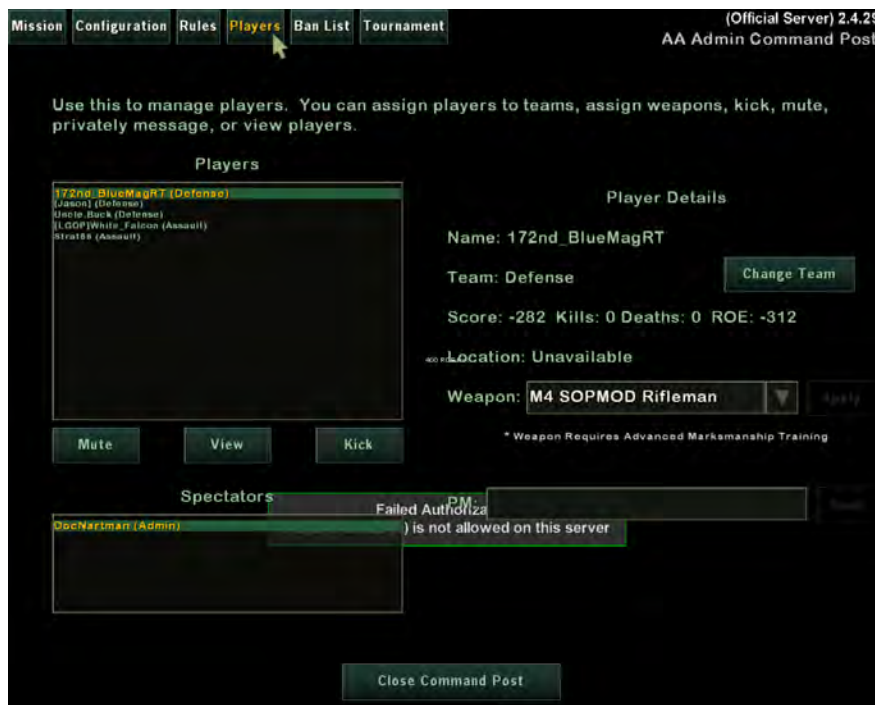 Mission Configuration Rules Players Ban List Tournament
(Official Server) 2.4.29
AA Admin Command Post
Use this to manage players. You can assign players to teams, assign weapons, kick, mute,
privately message, or view players.
Players
172nd_BlueMagRT (Defense)
[Jason] (Defense)
Uncle.Buck (Defense)
[LGOP]White_Falcon (Assault)
Strat88 (Assault)
Player Details
Name: 172nd_BlueMagRT
Team: Defense
Change Team
Score: -282 Kills: 0 Deaths: 0 ROE: -312
Location: Unavailable
Weapon: M4 SOPMOD Rifleman
Apply
* Weapon Requires Advanced Marksmanship Training
Mute View Kick
Spectators
PM:
Send
Failed Authoriza
DocNartman (Admin)
) is not allowed on this server
Close Command Post